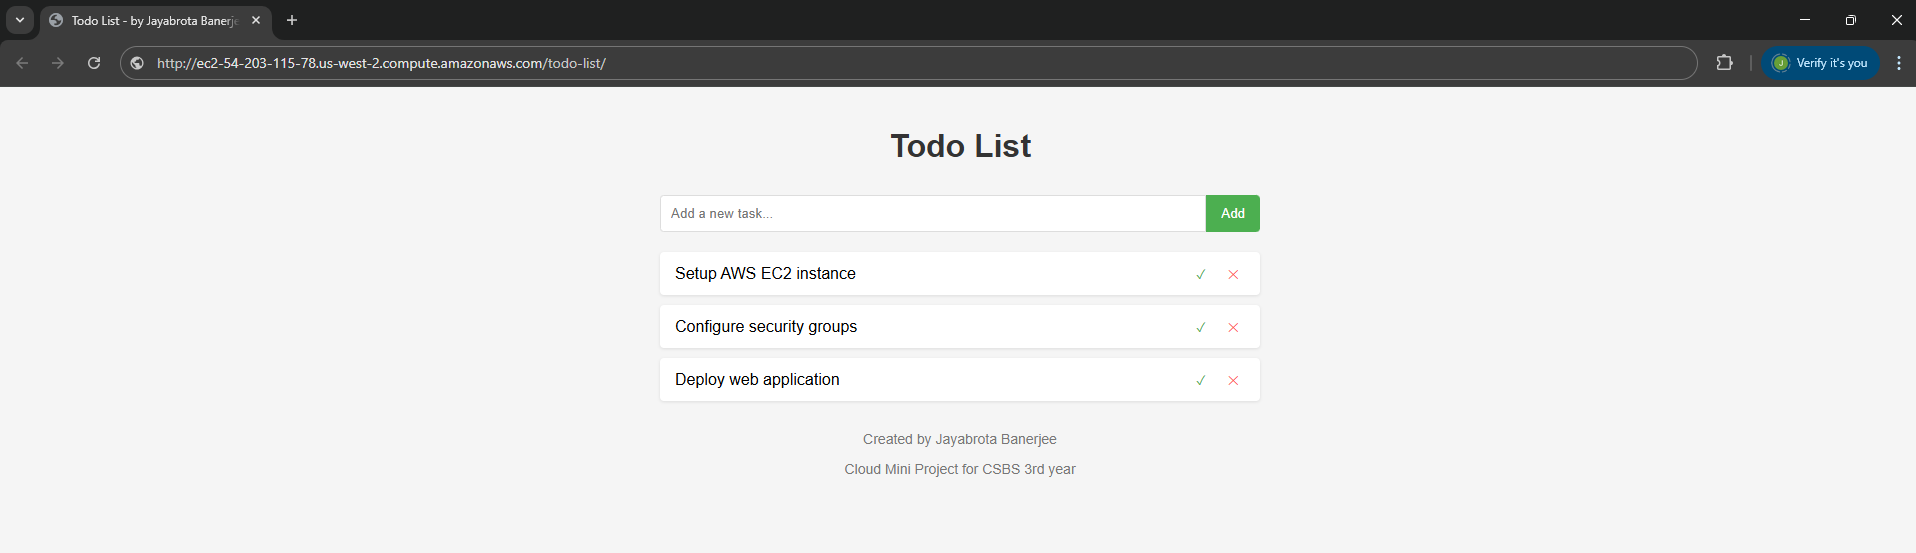 Todo List - by Jayabrota Banerje
http://ec2-54-203-115-78.us-west-2.compute.amazonaws.com/todo-list/
J
Verify it's you
Todo List
Add a new task...
Add
Setup AWS EC2 instance
Configure security groups
Deploy web application
Created by Jayabrota Banerjee
Cloud Mini Project for CSBS 3rd year